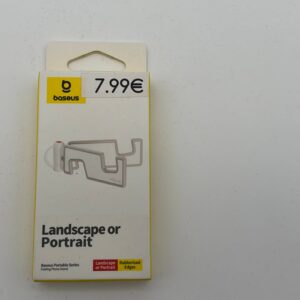 baseus
7.99€
Landscape or
Portrait
Baseus Portable Series
Folding Phone Stand
Landscape
or Portrait
Rubberized
Edges